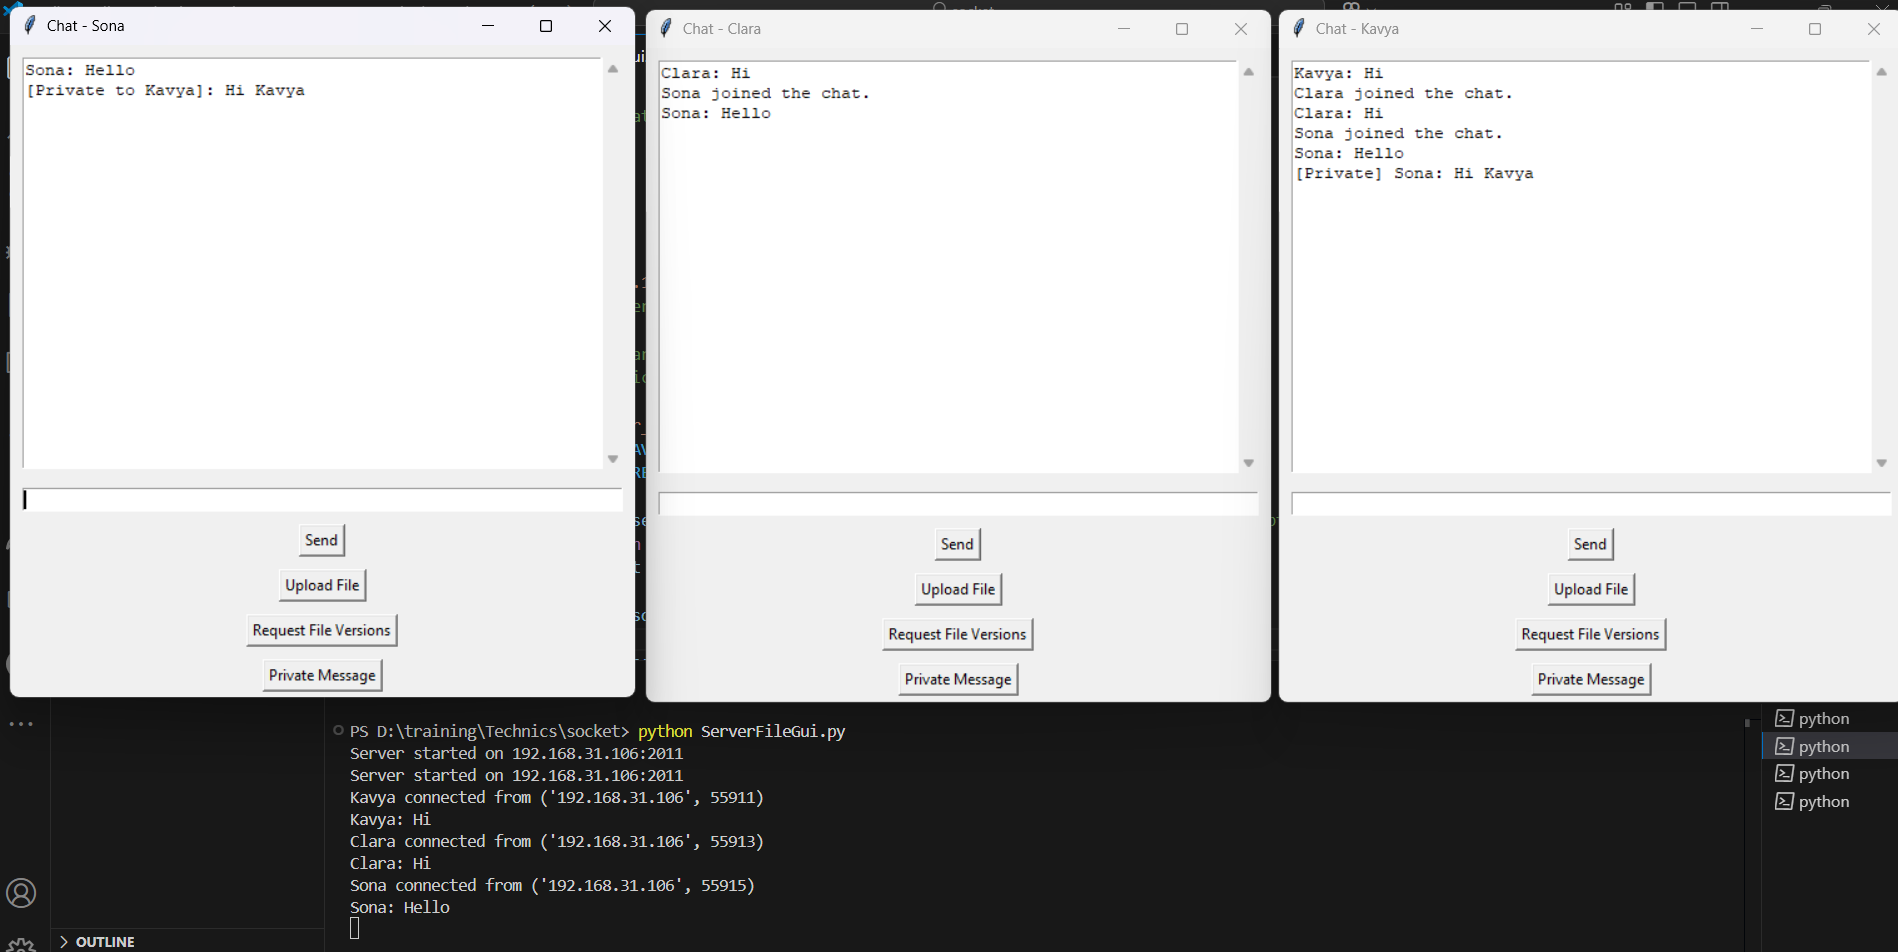 Chat - Sona
Sona: Hello
[Private to Kavya]: Hi Kavya
Send
Upload File
Request File Versions
Private Message
Chat - Clara
Clara: Hi
Sona joined the chat.
Sona: Hello
Send
Upload File
Request File Versions
Private Message
Chat - Kavya
Kavya: Hi
Clara joined the chat.
Clara: Hi
Sona joined the chat.
Sona: Hello
[Private] Sona: Hi Kavya
Send
Upload File
Request File Versions
Private Message
PS D:\training\Technics\socket> python ServerFileGui.py
Server started on 192.168.31.106:2011
Server started on 192.168.31.106:2011
Kavya connected from ('192.168.31.106', 55911)
Kavya: Hi
Clara connected from ('192.168.31.106', 55913)
Clara: Hi
Sona connected from ('192.168.31.106', 55915)
Sona: Hello
python
python
python
python
OUTLINE